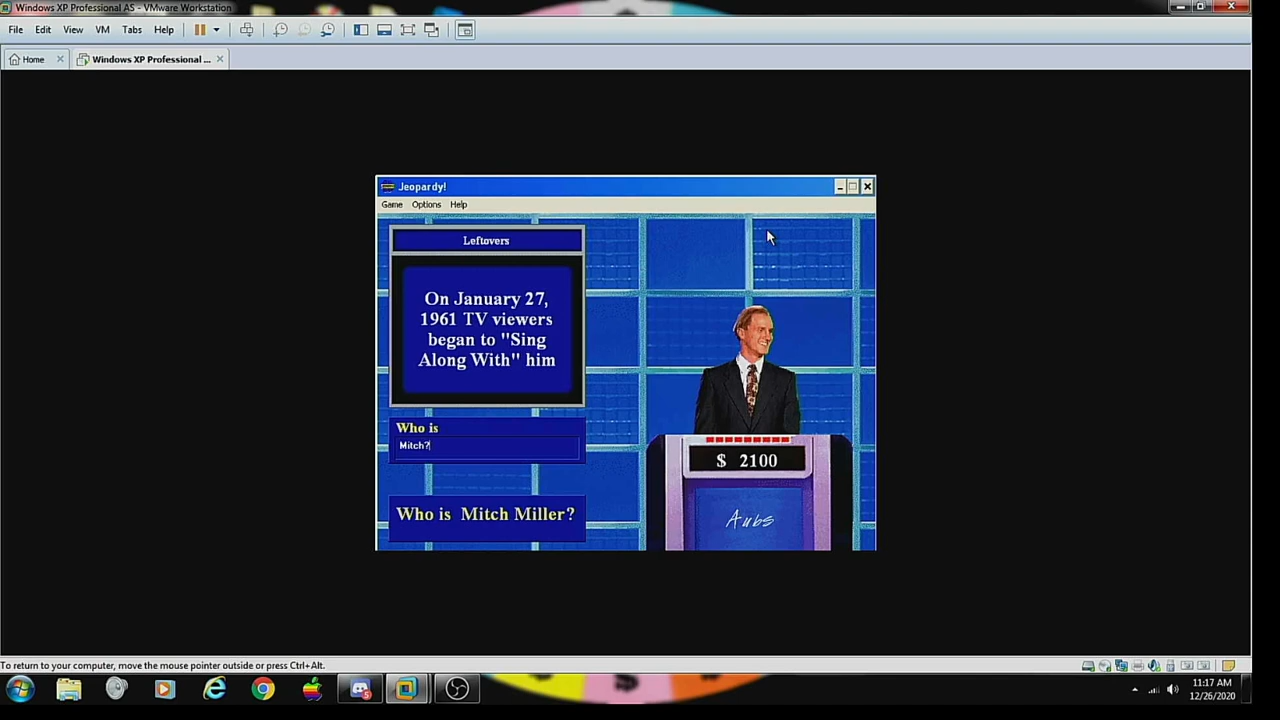 Windows XP Professional AS - VMware Workstation
File Edit View VM Tabs Help
Home Windows XP Professional ...
Jeopardy!
Game Options Help
Leftovers
On January 27,
1961 TV viewers
began to "Sing
Along With" him
Who is
Mitch?
$ 2100
Who is Mitch Miller?
Aubs
To return to your computer, move the mouse pointer outside or press Ctrl+Alt.
5
11:17 AM
12/26/2020